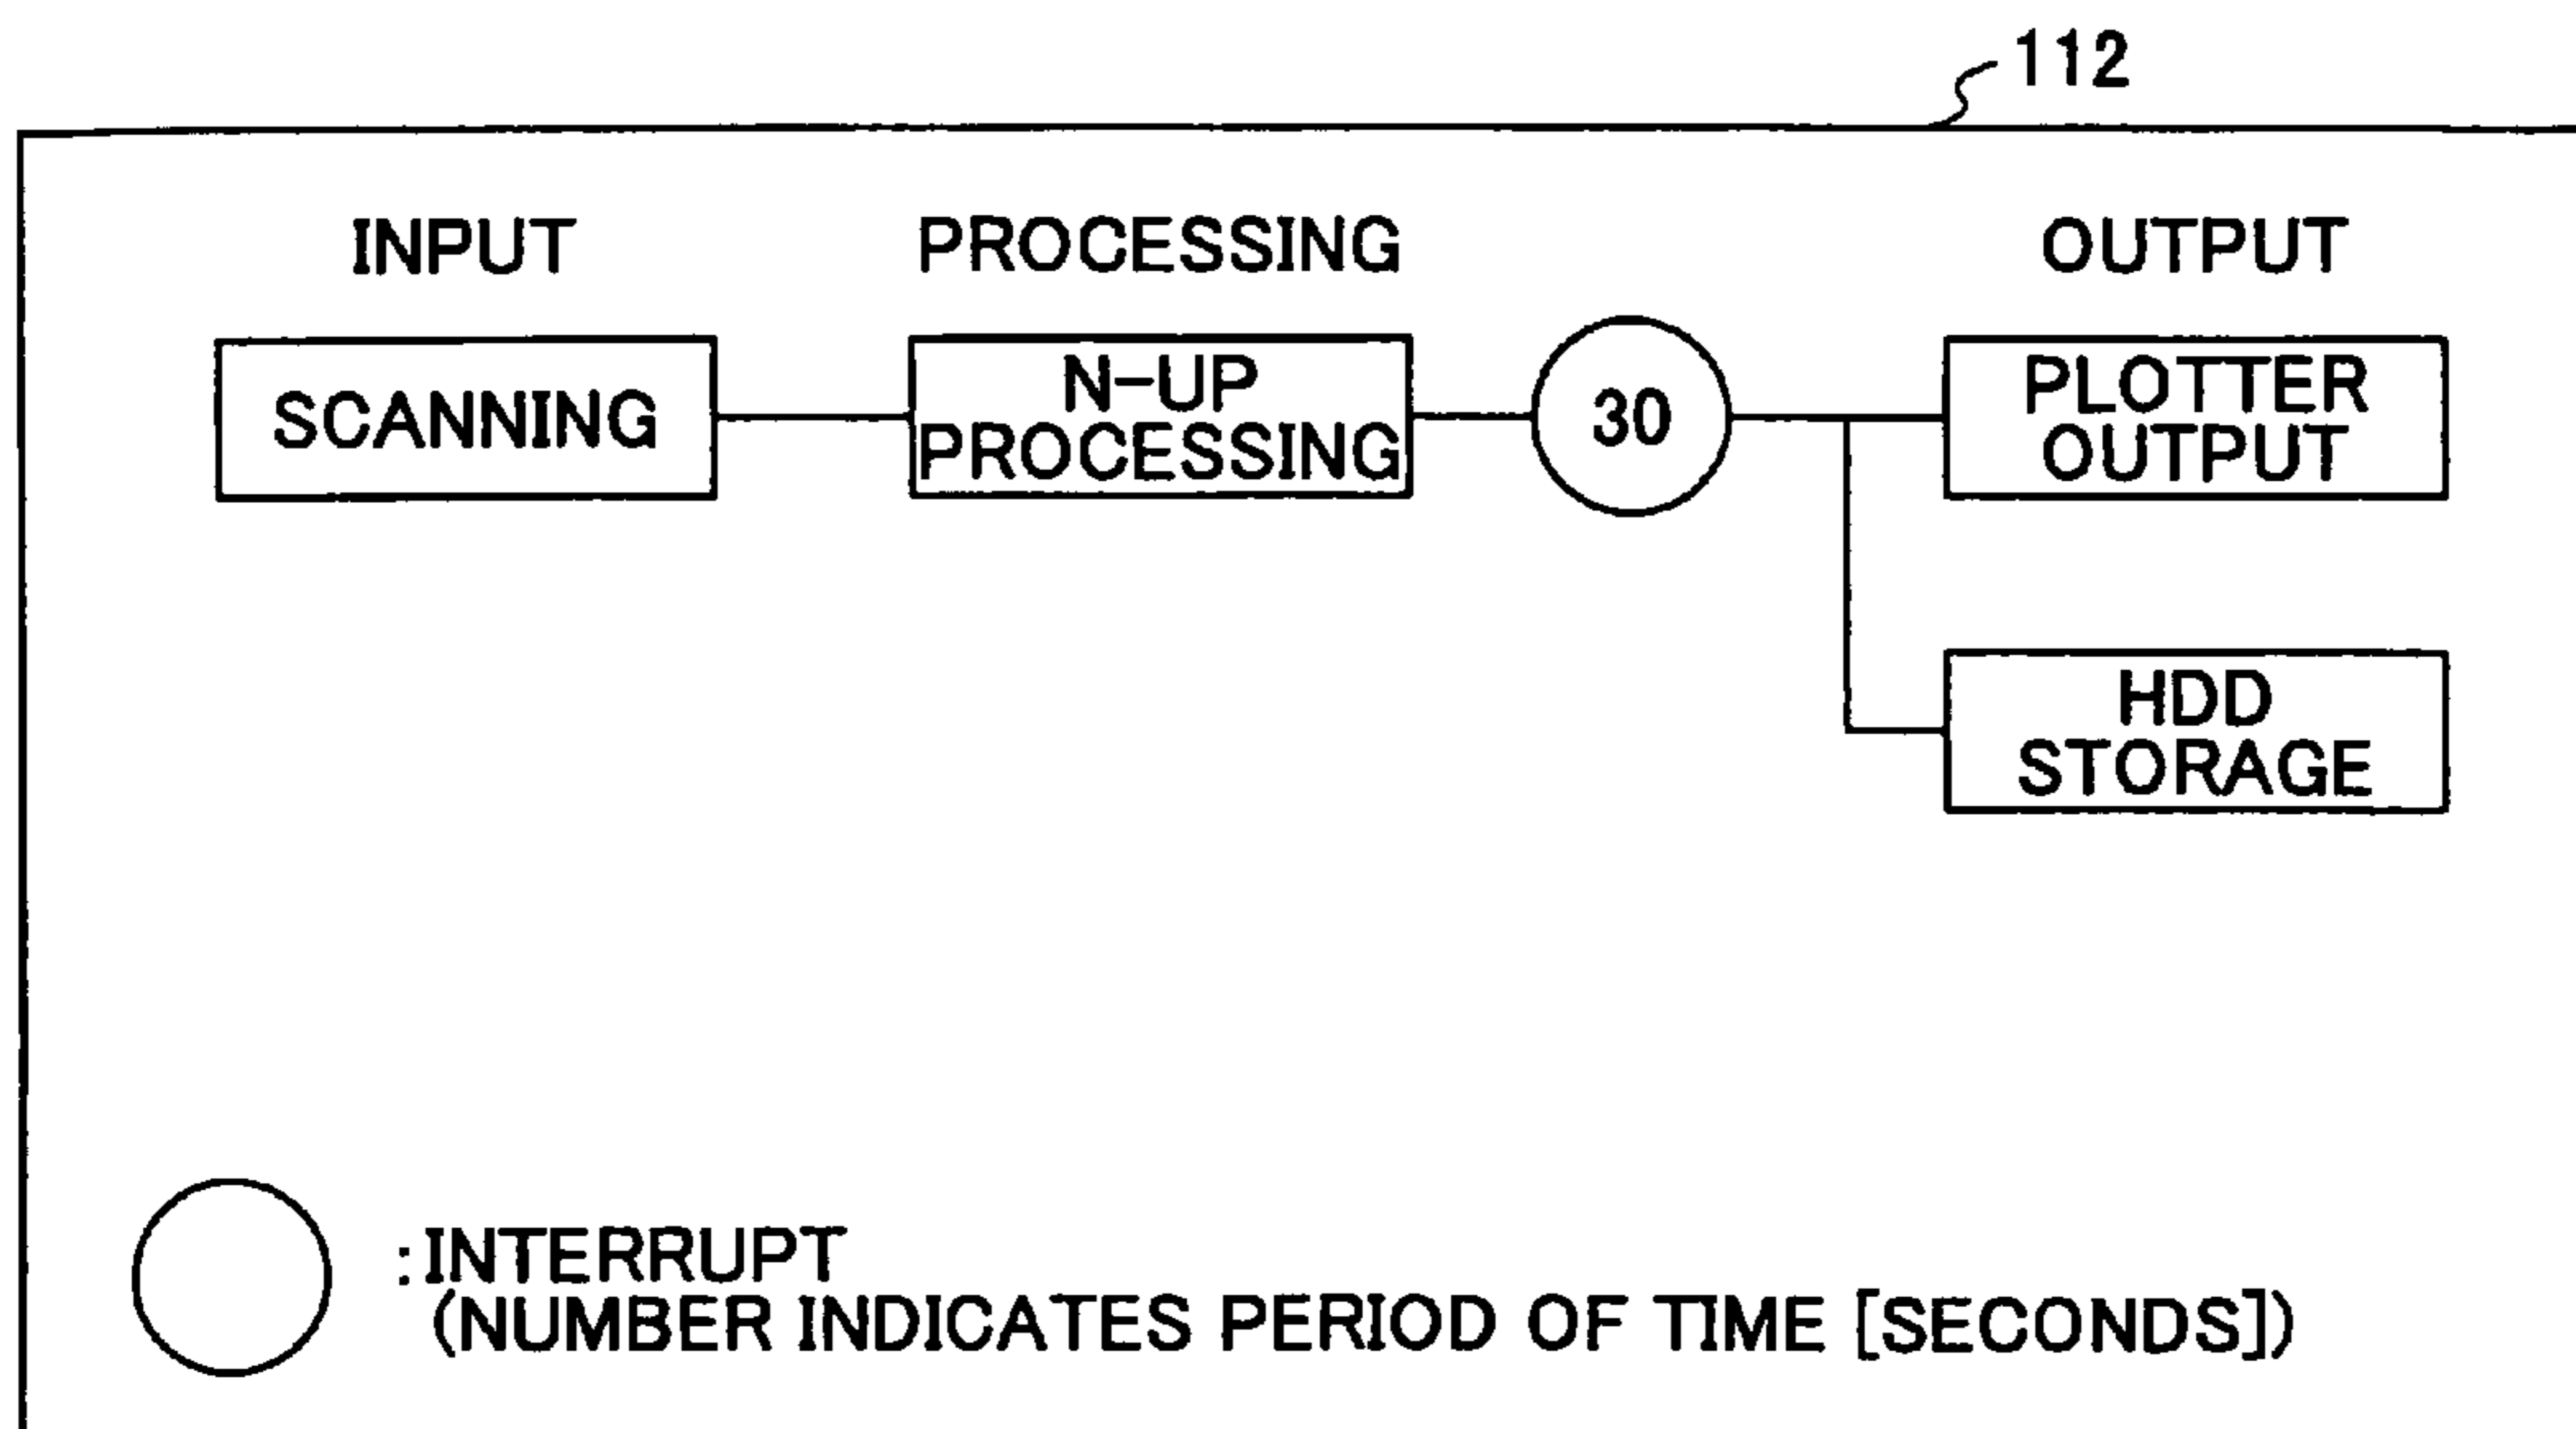 112
INPUT
PROCESSING
OUTPUT
SCANNING
N-UP
PROCESSING
30
PLOTTER
OUTPUT
HDD
STORAGE
:INTERRUPT
(NUMBER INDICATES PERIOD OF TIME [SECONDS])